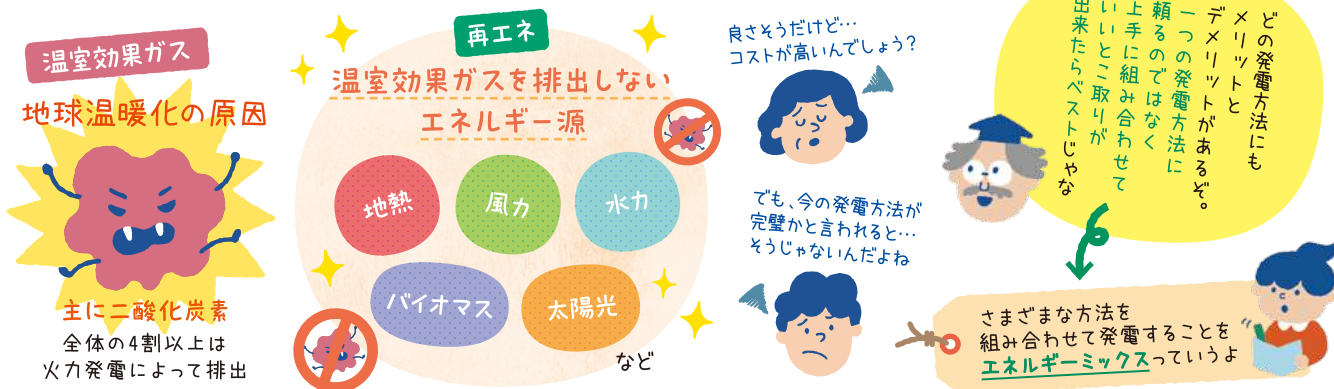 温室効果ガス
地球温暖化の原因
主に二酸化炭素
全体の4割以上は
火力発電によって排出
再エネ
温室効果ガスを排出しない
エネルギー源
地熱
風力
水力
バイオマス
太陽光
など
良さそうだけど…
コストが高いんでしょう?
でも、今の発電方法が
完璧かと言われると…
そうじゃないんだよね
どの発電方法にも
メリットと
デメリットがあるぞ。
一つの発電方法に
頼るのではなく
上手に組み合わせて
いいとこ取りが
出来たらベストじゃな
さまざまな方法を
組み合わせて発電することを
エネルギーミックスっていうよ